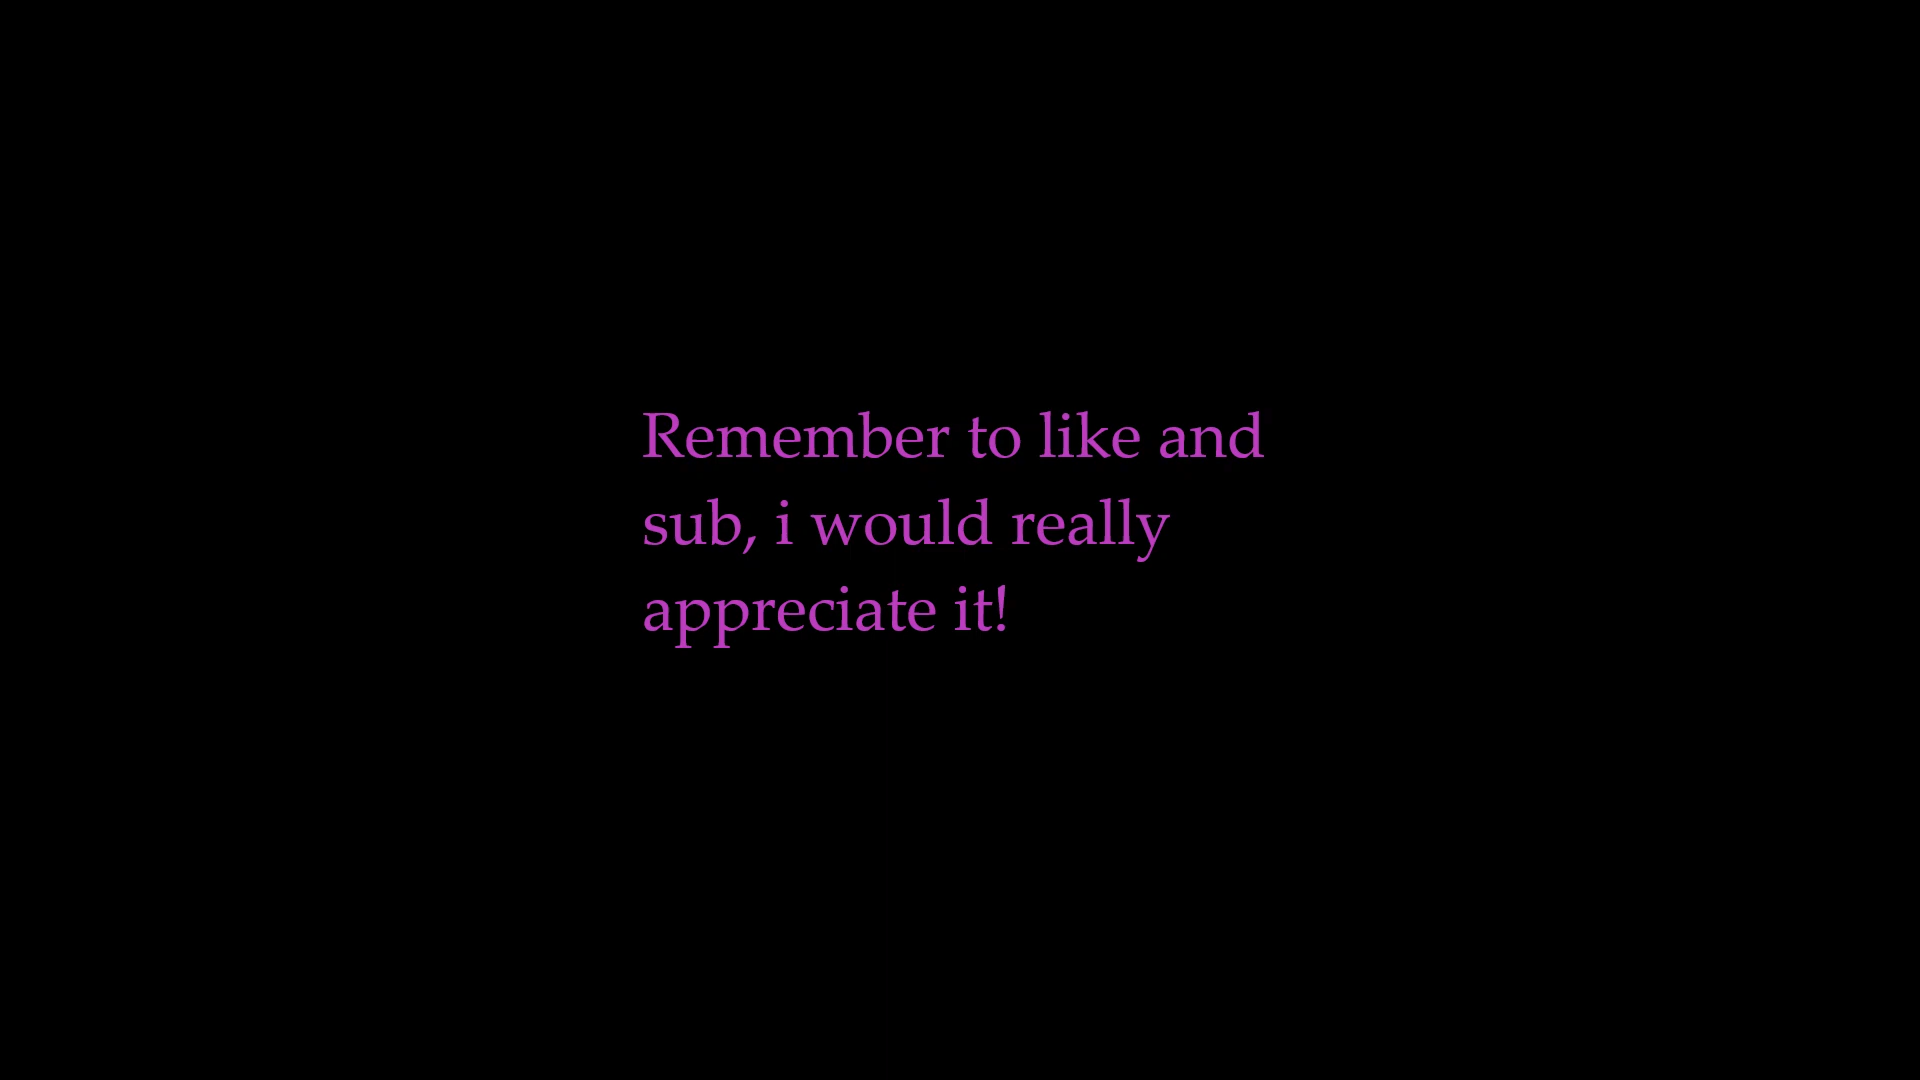 Remember to like and
sub, i would really
appreciate it!